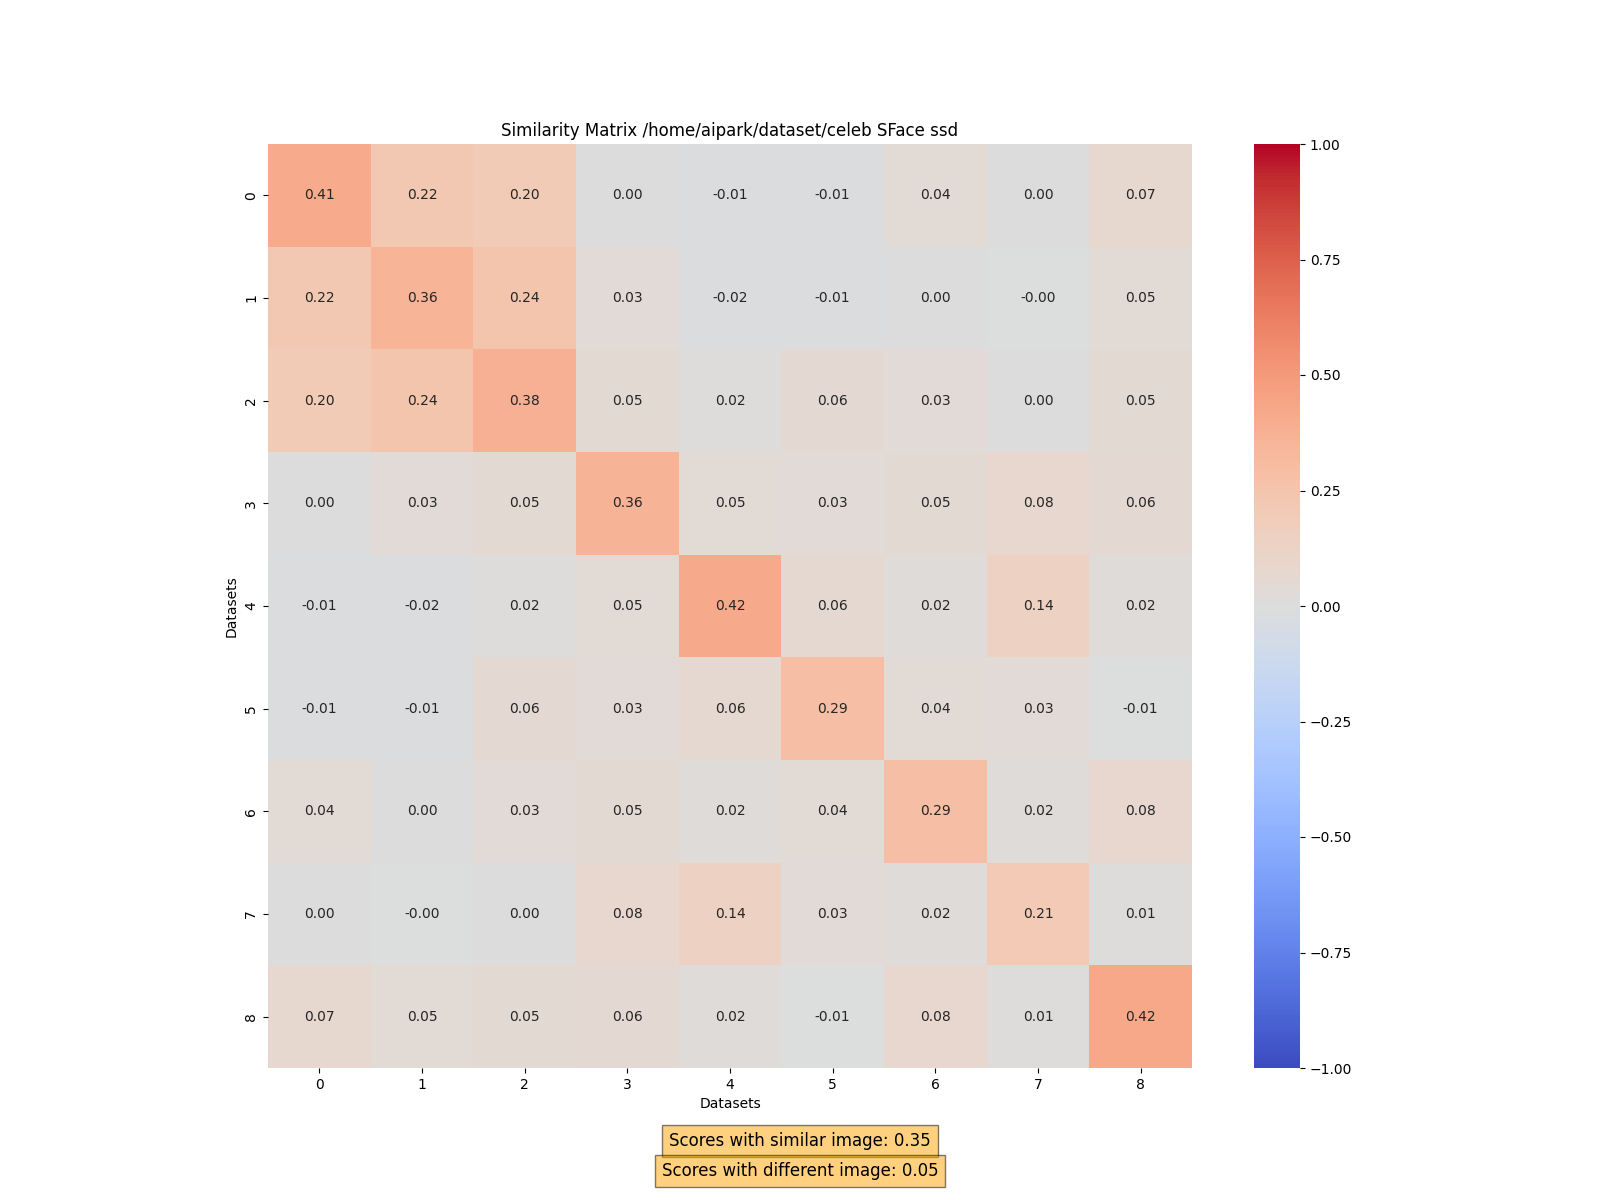 Similarity Matrix /home/aipark/dataset/celeb SFace ssd
0 0.41 0.22 0.20 0.00 -0.01 -0.01 0.04 0.00 0.07
1 0.22 0.36 0.24 0.03 -0.02 -0.01 0.00 -0.00 0.05
2 0.20 0.24 0.38 0.05 0.02 0.06 0.03 0.00 0.05
3 0.00 0.03 0.05 0.36 0.05 0.03 0.05 0.08 0.06
4 -0.01 -0.02 0.02 0.05 0.42 0.06 0.02 0.14 0.02
5 -0.01 -0.01 0.06 0.03 0.06 0.29 0.04 0.03 -0.01
6 0.04 0.00 0.03 0.05 0.02 0.04 0.29 0.02 0.08
7 0.00 -0.00 0.00 0.08 0.14 0.03 0.02 0.21 0.01
8 0.07 0.05 0.05 0.06 0.02 -0.01 0.08 0.01 0.42
0 1 2 3 4 5 6 7 8
Datasets
Datasets
1.00
0.75
0.50
0.25
0.00
−0.25
−0.50
−0.75
−1.00
Scores with similar image: 0.35
Scores with different image: 0.05